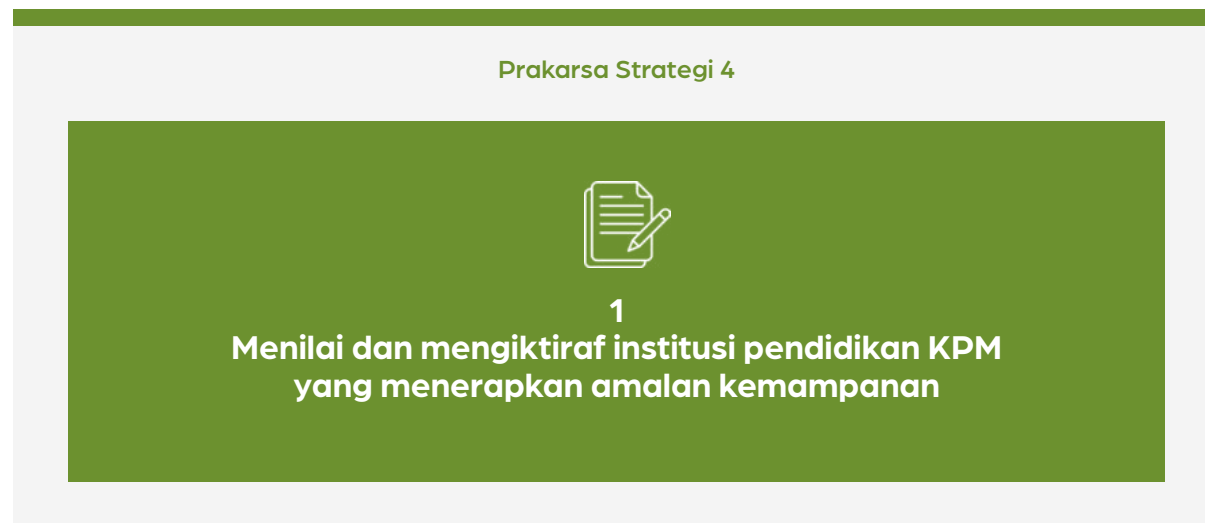 Prakarsa Strategi 4
1
Menilai dan mengiktiraf institusi pendidikan KPM
yang menerapkan amalan kemampanan